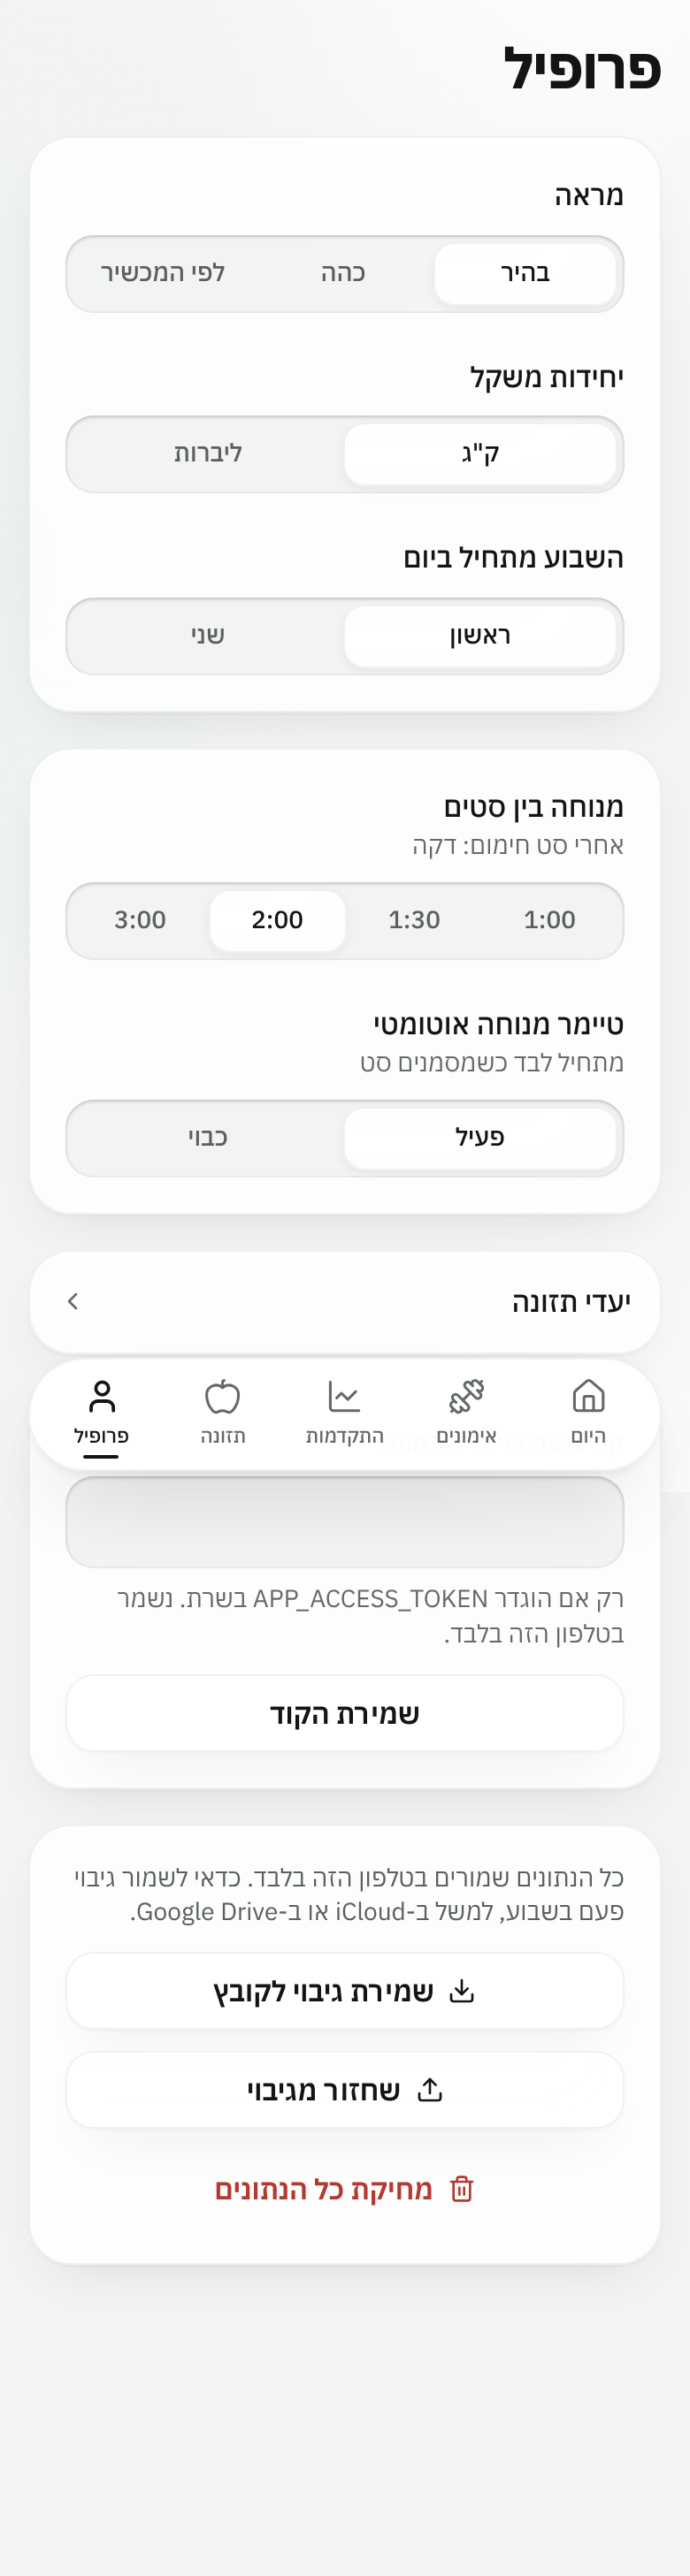 פרופיל
מראה
בהיר
כהה
לפי המכשיר
יחידות משקל
ק"ג
ליברות
השבוע מתחיל ביום
ראשון
שני
מנוחה בין סטים
אחרי סט חימום: דקה
1:00
1:30
2:00
3:00
טיימר מנוחה אוטומטי
מתחיל לבד כשמסמנים סט
פעיל
כבוי
יעדי תזונה
היום
אימונים
התקדמות
תזונה
פרופיל
רק אם הוגדר APP_ACCESS_TOKEN בשרת. נשמר
בטלפון הזה בלבד.
שמירת הקוד
כל הנתונים שמורים בטלפון הזה בלבד. כדאי לשמור גיבוי
פעם בשבוע, למשל ב-iCloud או ב-Google Drive.
שמירת גיבוי לקובץ
שחזור מגיבוי
מחיקת כל הנתונים